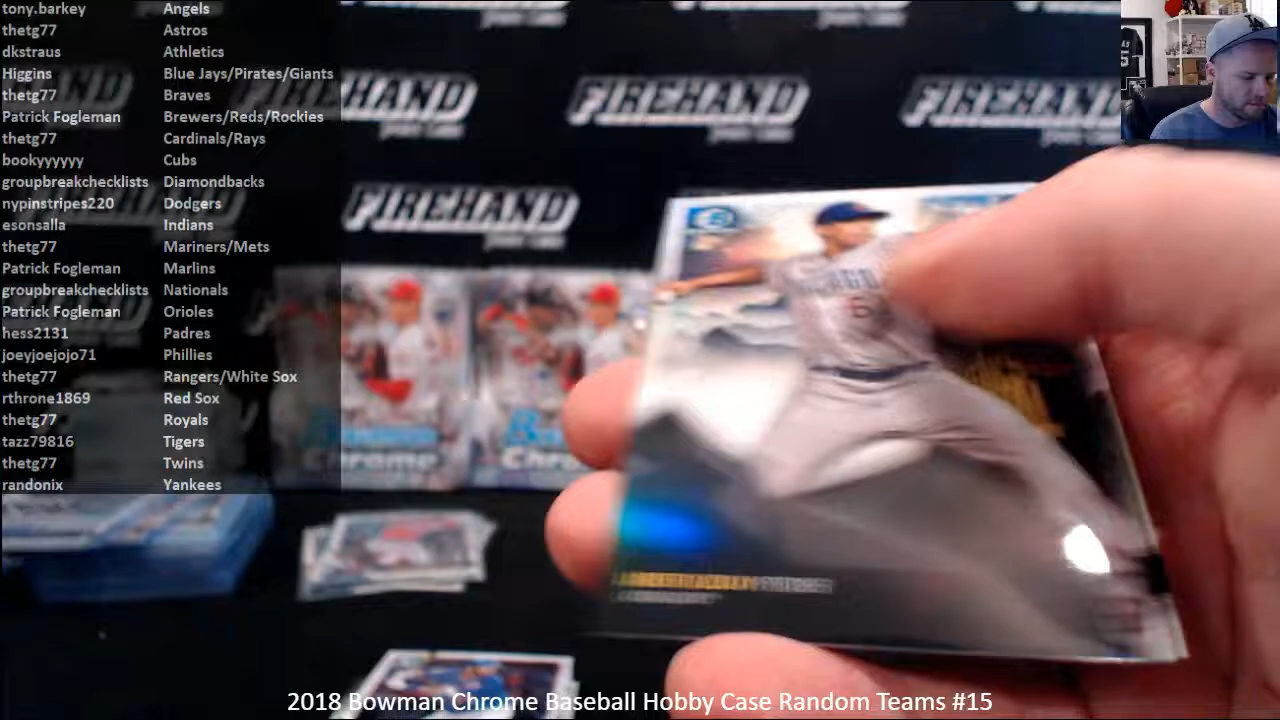 tony.barkey Angels
thetg77 Astros
dkstraus Athletics
Higgins Blue Jays/Pirates/Giants
thetg77 Braves
Patrick Fogleman Brewers/Reds/Rockies
thetg77 Cardinals/Rays
bookyyyyyy Cubs
groupbreakchecklists Diamondbacks
nypinstripes220 Dodgers
esonsalla Indians
thetg77 Mariners/Mets
Patrick Fogleman Marlins
groupbreakchecklists Nationals
Patrick Fogleman Orioles
hess2131 Padres
joeyjoejojo71 Phillies
thetg77 Rangers/White Sox
rthrone1869 Red Sox
thetg77 Royals
tazz79816 Tigers
thetg77 Twins
randonix Yankees
FIREHAND
FIREHAND
FIREHAND
FIREHAND
Chrome
2018 Bowman Chrome Baseball Hobby Case Random Teams #15